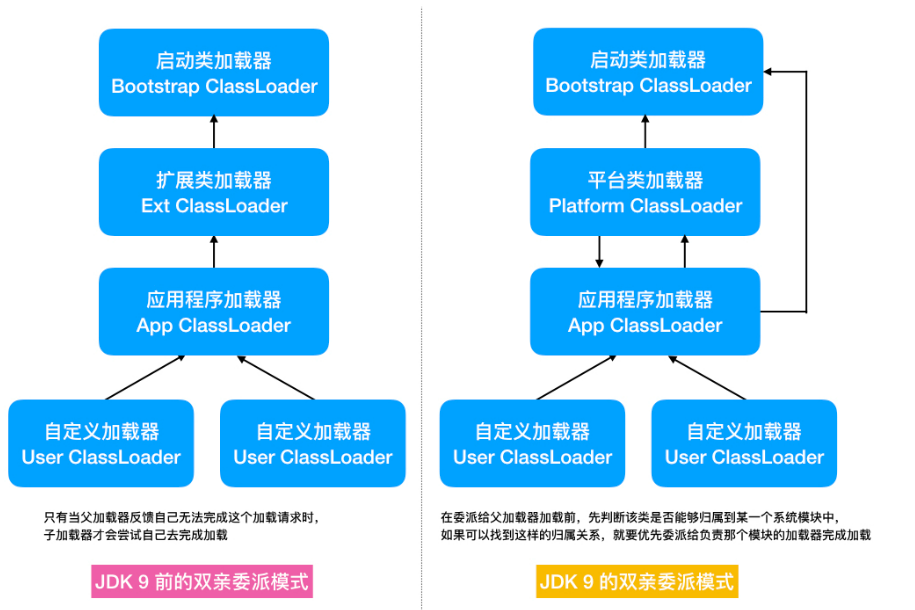 启动类加载器
Bootstrap ClassLoader
扩展类加载器
Ext ClassLoader
应用程序加载器
App ClassLoader
自定义加载器
User ClassLoader
自定义加载器
User ClassLoader
只有当父加载器反馈自己无法完成这个加载请求时，
子加载器才会尝试自己去完成加载
JDK 9 前的双亲委派模式
启动类加载器
Bootstrap ClassLoader
平台类加载器
Platform ClassLoader
应用程序加载器
App ClassLoader
自定义加载器
User ClassLoader
自定义加载器
User ClassLoader
在委派给父加载器加载前，先判断该类是否能够归属到某一个系统模块中，
如果可以找到这样的归属关系，就要优先委派给负责那个模块的加载器完成加载
JDK 9 的双亲委派模式